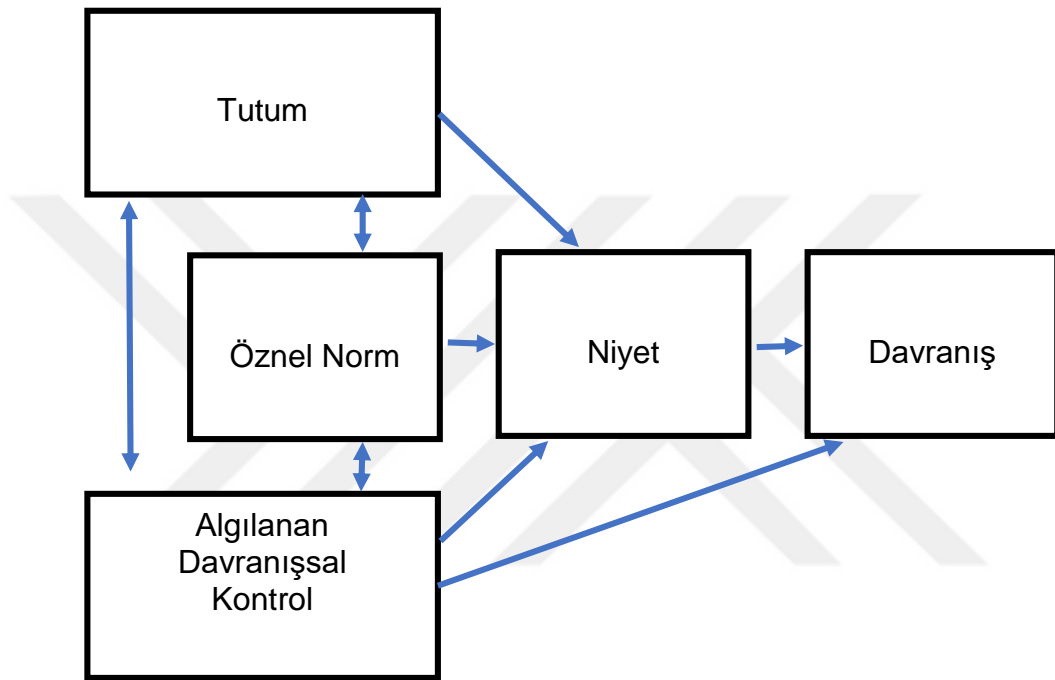 Tutum
Öznel Norm
Niyet
Davranış
Algılanan
Davranışsal
Kontrol